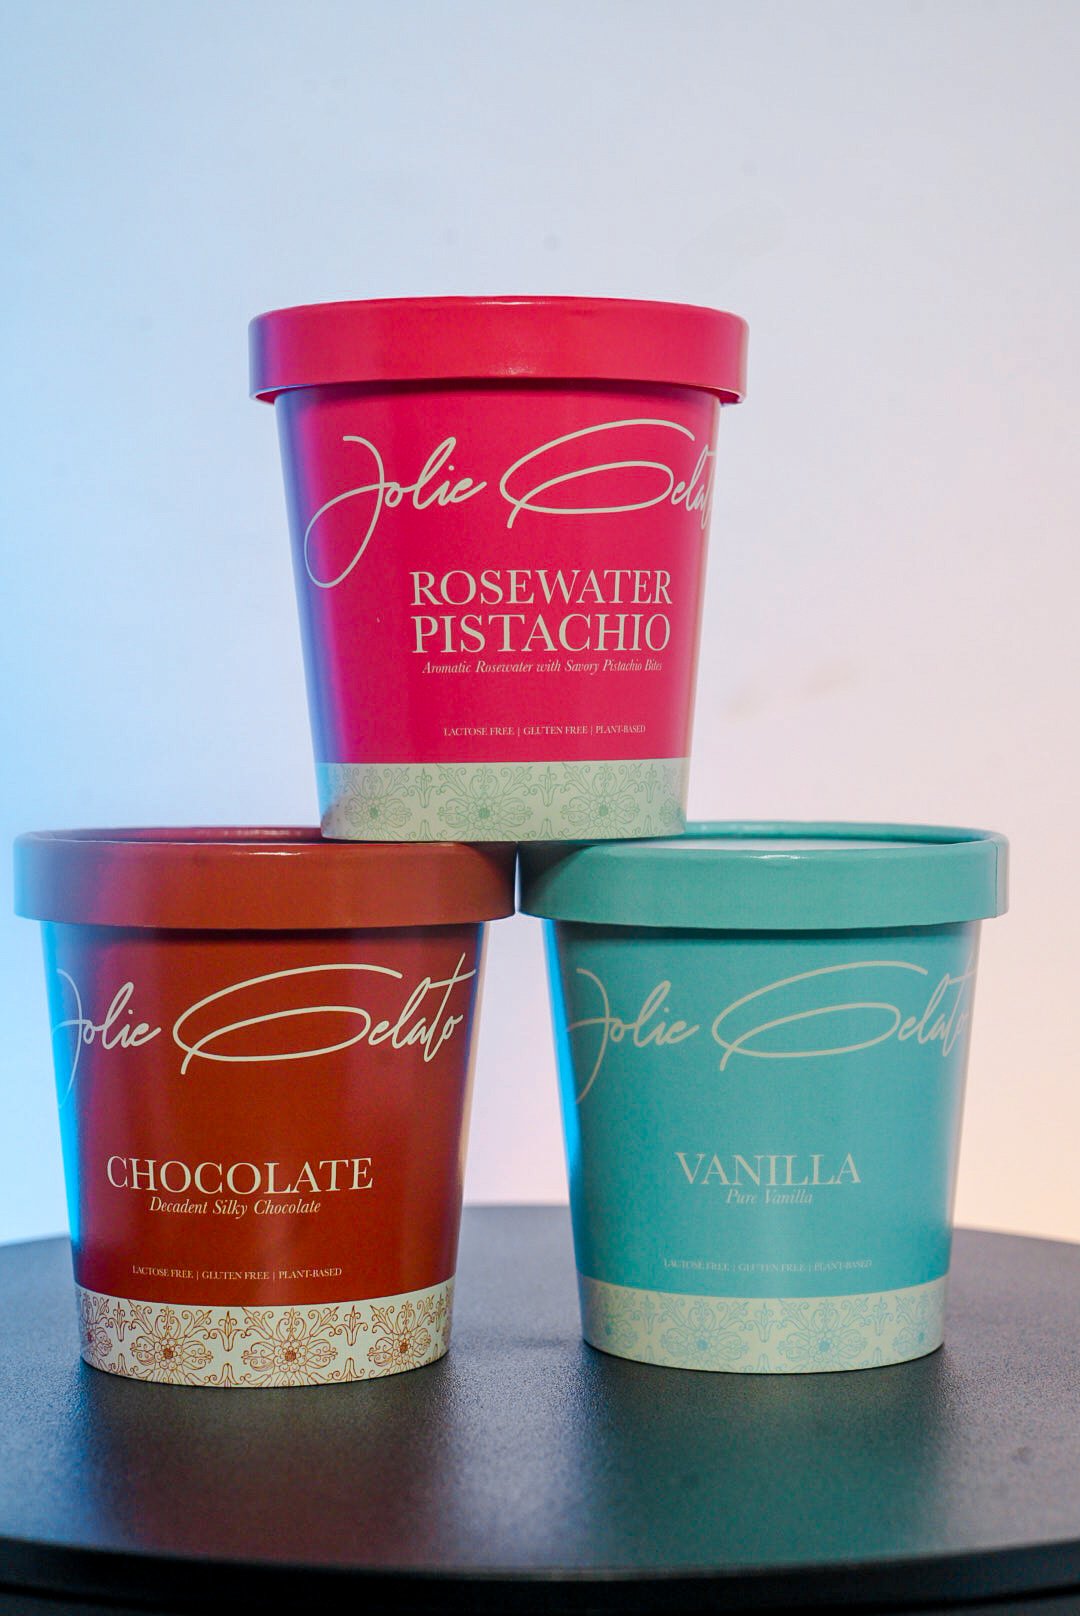 Jolie Gelato
ROSEWATER
PISTACHIO
Aromatic Rosewater with Savory Pistachio Bites
LACTOSE FREE | GLUTEN FREE | PLANT-BASED
Jolie Gelato
CHOCOLATE
Decadent Silky Chocolate
LACTOSE FREE | GLUTEN FREE | PLANT-BASED
Jolie Gelato
VANILLA
Pure Vanilla
LACTOSE FREE | GLUTEN FREE | PLANT-BASED